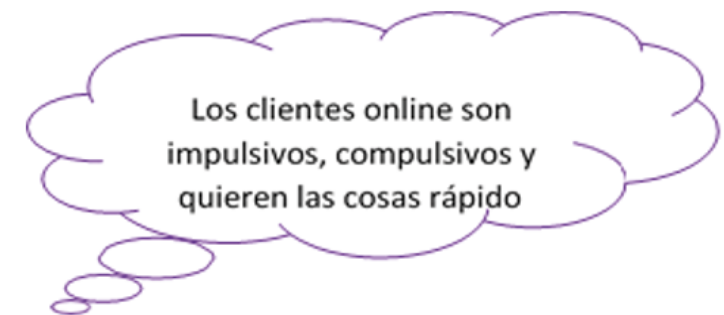 Los clientes online son
impulsivos, compulsivos y
quieren las cosas rápido